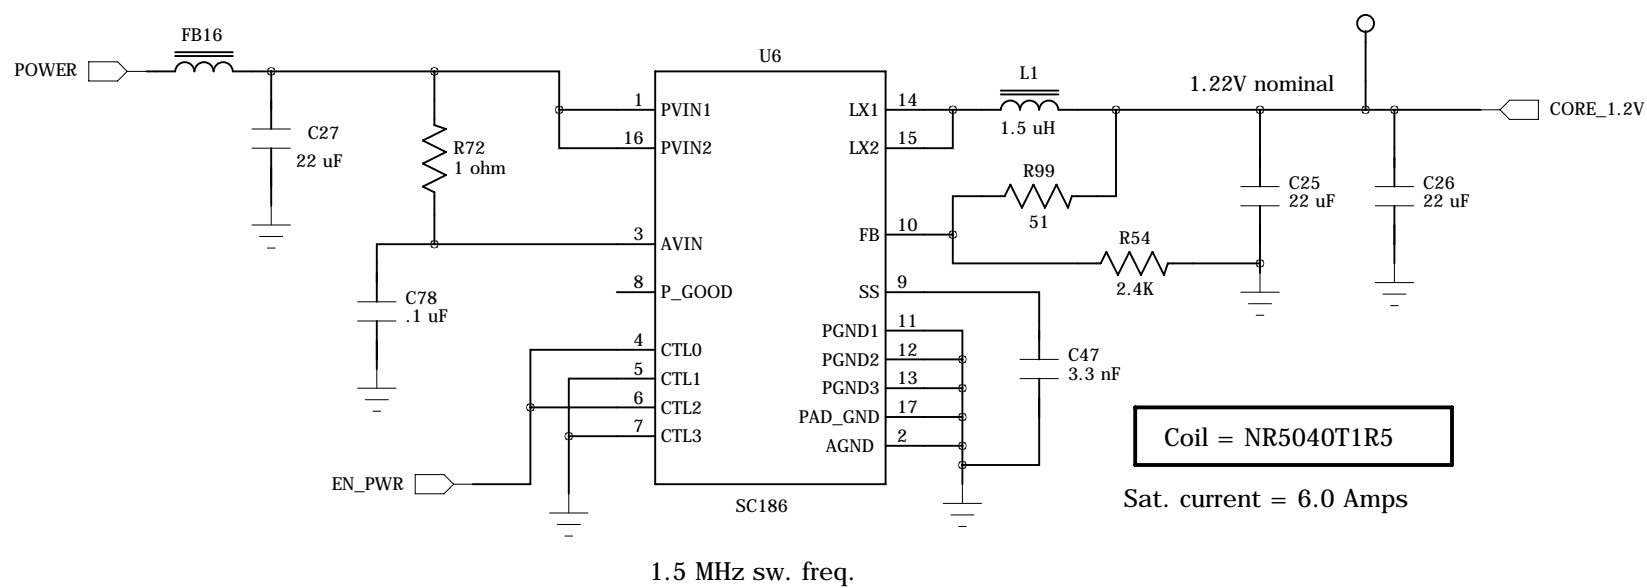 FB16
POWER
C27
22 uF
R72
1 ohm
C78
.1 uF
EN_PWR
U6
1
PVIN1
16
PVIN2
3
AVIN
8
P_GOOD
4
CTL0
5
CTL1
6
CTL2
7
CTL3
LX1
14
LX2
15
FB
10
SS
9
PGND1
11
PGND2
12
PGND3
13
PAD_GND
17
AGND
2
SC186
L1
1.5 uH
1.22V nominal
CORE_1.2V
R99
51
R54
2.4K
C25
22 uF
C26
22 uF
C47
3.3 nF
Coil = NR5040T1R5
Sat. current = 6.0 Amps
1.5 MHz sw. freq.